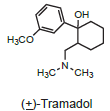 OH
H₃CO
N
H₃C
CH₃
(±)-Tramadol